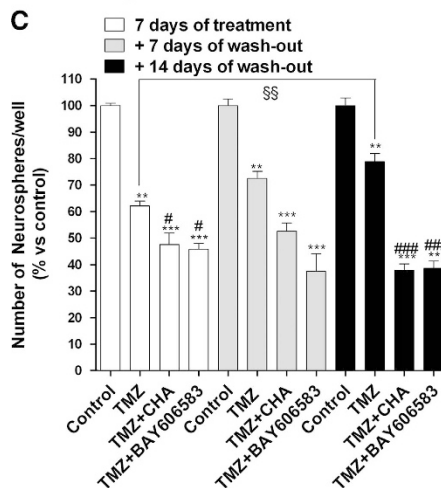 C
7 days of treatment
+ 7 days of wash-out
+ 14 days of wash-out
Number of Neurospheres/well
(% vs control)
110
100
90
80
70
60
50
40
30
20
10
0
§§
**
#
***
#
***
**
***
***
**
###
***
##
**
Control
TMZ
TMZ+CHA
TMZ+BAY606583
Control
TMZ
TMZ+CHA
TMZ+BAY606583
Control
TMZ
TMZ+CHA
TMZ+BAY606583